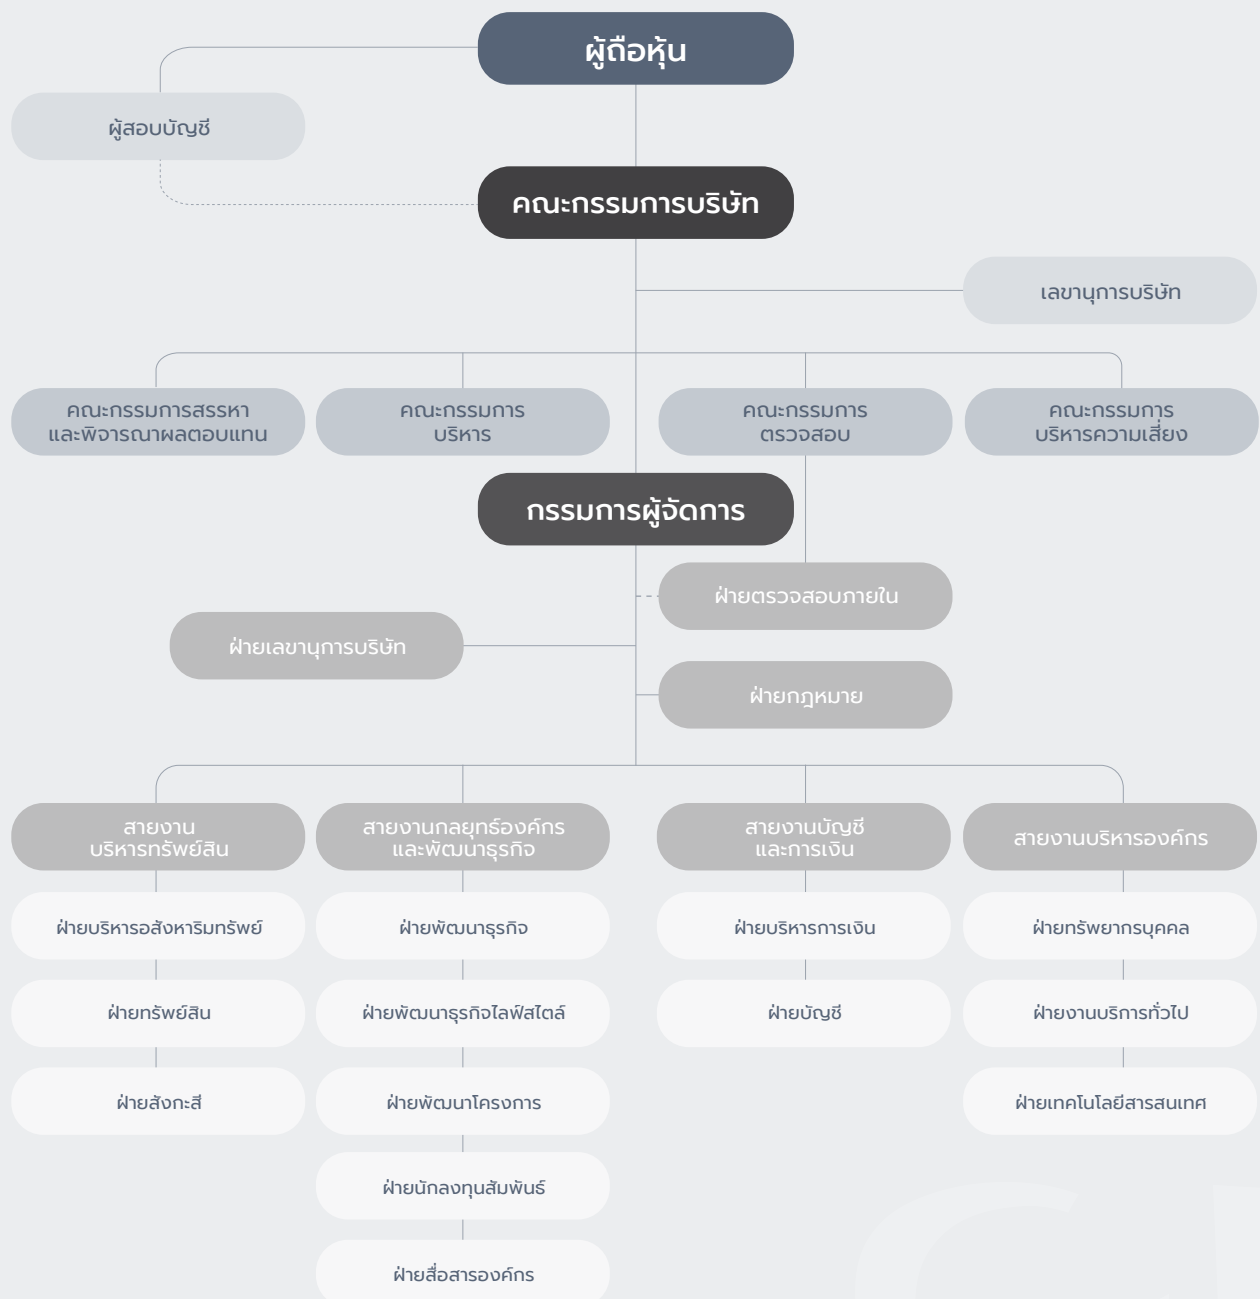 ผู้ถือหุ้น
ผู้สอบบัญชี
คณะกรรมการบริษัท
เลขานุการบริษัท
คณะกรรมการสรรหา
และพิจารณาผลตอบแทน
คณะกรรมการ
บริหาร
คณะกรรมการ
ตรวจสอบ
คณะกรรมการ
บริหารความเสี่ยง
กรรมการผู้จัดการ
ฝ่ายตรวจสอบภายใน
ฝ่ายเลขานุการบริษัท
ฝ่ายกฎหมาย
สายงาน
บริหารทรัพย์สิน
สายงานกลยุทธ์องค์กร
และพัฒนาธุรกิจ
สายงานบัญชี
และการเงิน
สายงานบริหารองค์กร
ฝ่ายบริหารอสังหาริมทรัพย์
ฝ่ายพัฒนาธุรกิจ
ฝ่ายบริหารการเงิน
ฝ่ายทรัพยากรบุคคล
ฝ่ายทรัพย์สิน
ฝ่ายพัฒนาธุรกิจไลฟ์สไตล์
ฝ่ายบัญชี
ฝ่ายงานบริการทั่วไป
ฝ่ายสังกะสี
ฝ่ายพัฒนาโครงการ
ฝ่ายเทคโนโลยีสารสนเทศ
ฝ่ายนักลงทุนสัมพันธ์
ฝ่ายสื่อสารองค์กร